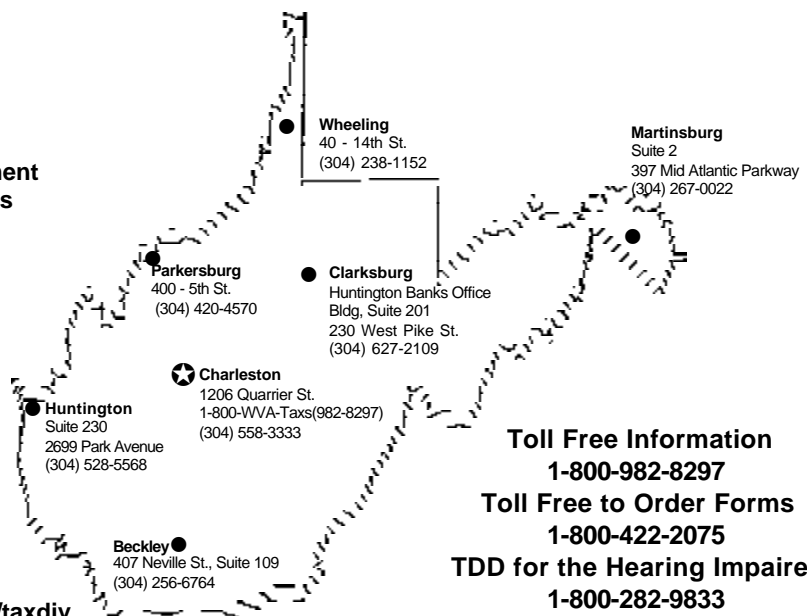 Wheeling
40 - 14th St.
(304) 238-1152
Martinsburg
Suite 2
397 Mid Atlantic Parkway
(304) 267-0022
Parkersburg
400 - 5th St.
(304) 420-4570
Clarksburg
Huntington Banks Office
Bldg, Suite 201
230 West Pike St.
(304) 627-2109
Charleston
1206 Quarrier St.
1-800-WVA-Taxs(982-8297)
(304) 558-3333
Huntington
Suite 230
2699 Park Avenue
(304) 528-5568
Beckley
407 Neville St., Suite 109
(304) 256-6764
/taxdiv
Toll Free Information
1-800-982-8297
Toll Free to Order Forms
1-800-422-2075
TDD for the Hearing Impaire
1-800-282-9833